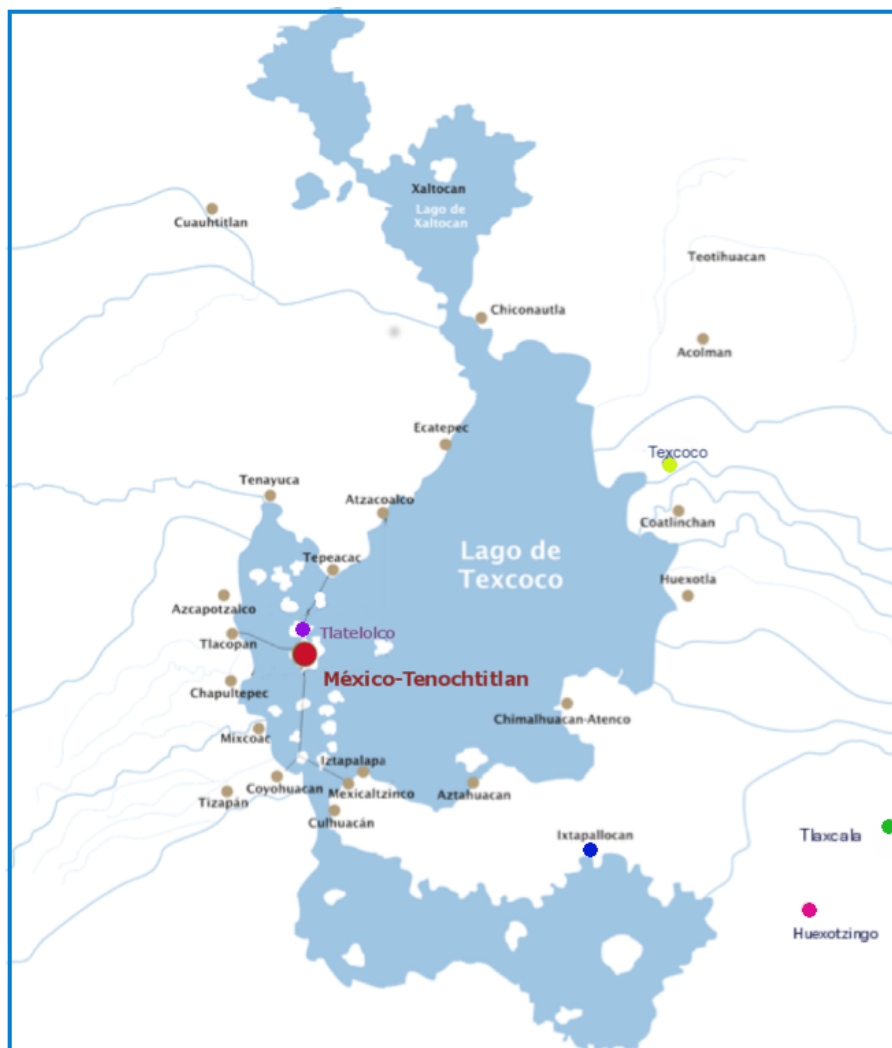 Xaltocan
Lago de
Xaltocan
Cuauhtitlan
Teotihuacan
Chiconautla
Acolman
Ecatepec
Texcoco
Tenayuca
Atzacoalco
Coatlinchan
Lago de
Texcoco
Tepeacac
Huexotla
Azcapotzalco
Tlatelolco
Tlacopan
México-Tenochtitlan
Chapultepec
Chimalhuacan-Atenco
Mixcoac
Iztapalapa
Coyohuacan
Mexicaltzinco
Aztahuacan
Tizapán
Culhuacán
Ixtapallocan
Tlaxcala
Huexotzingo